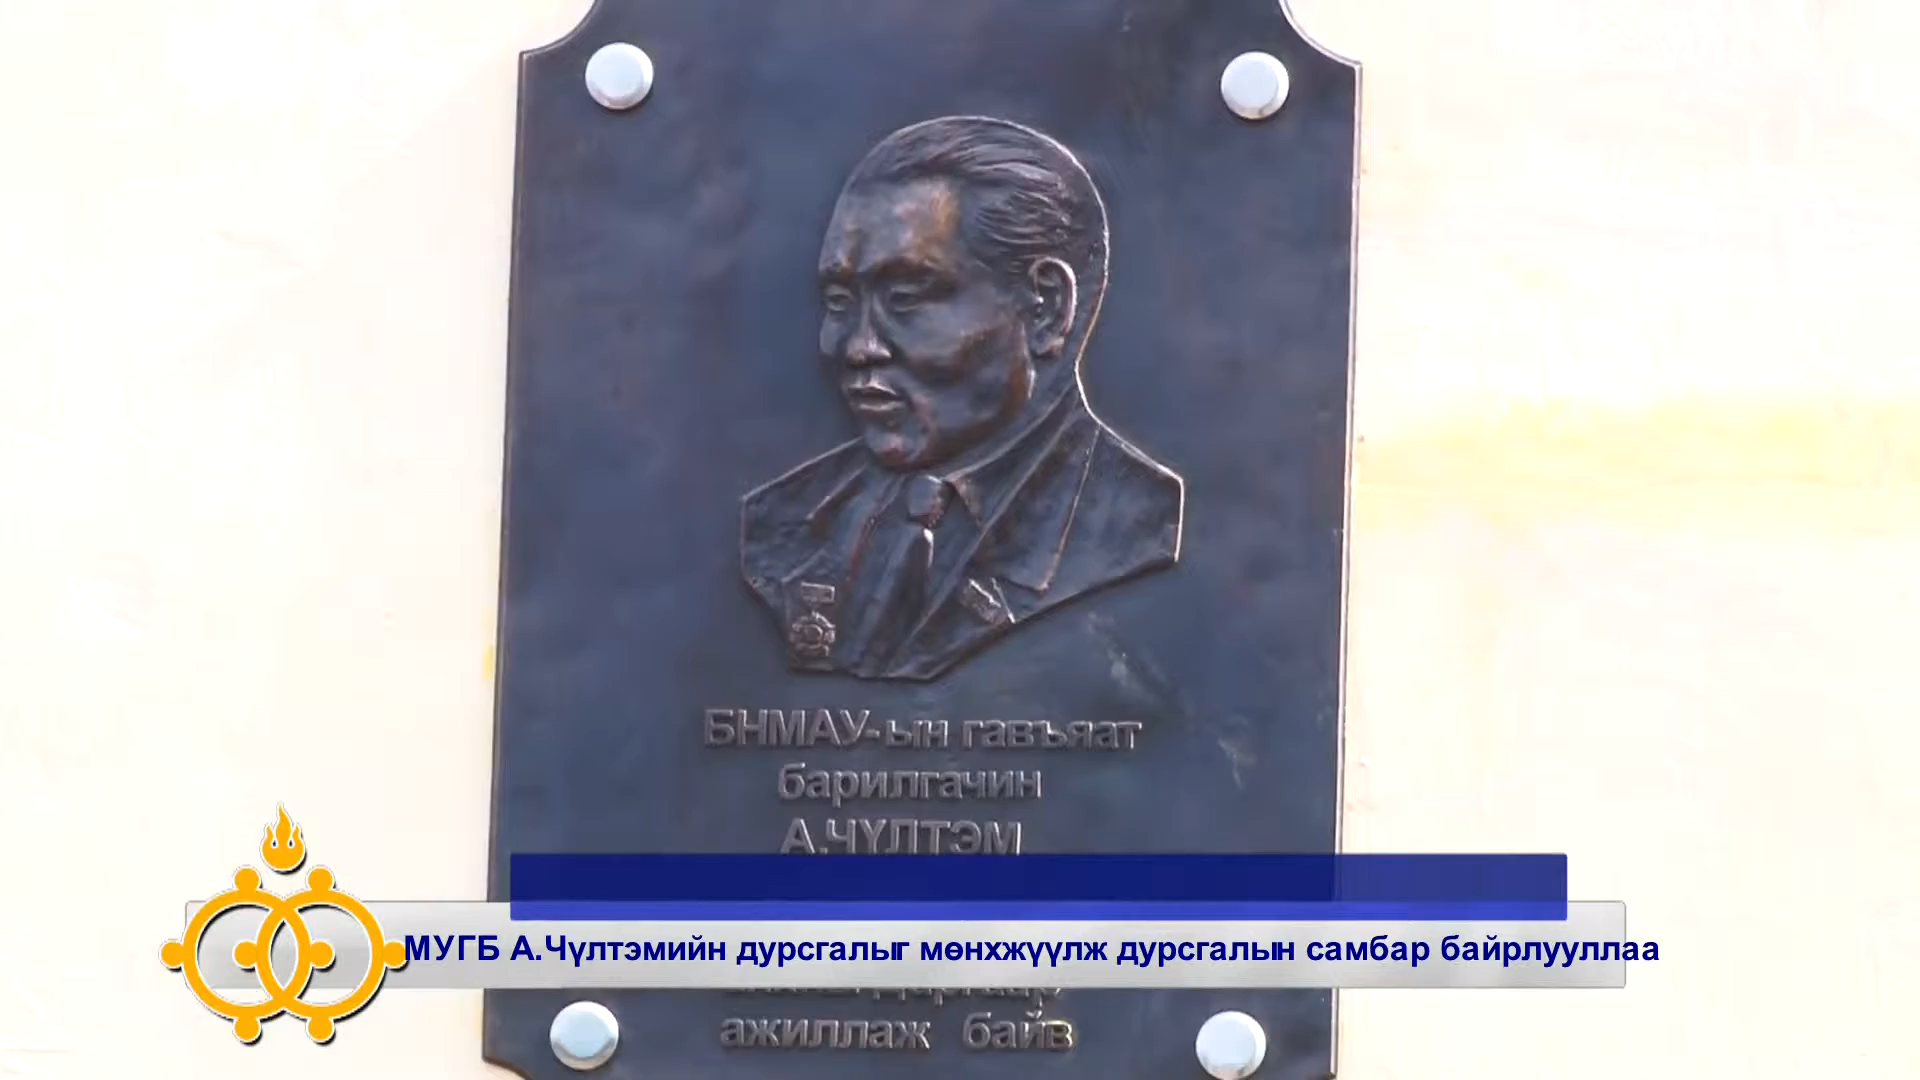 БНМАУ-ын гавъяат
барилгачин
А.ЧҮЛТЭМ
МУГБ А.Чүлтэмийн дурсгалыг мөнхжүүлж дурсгалын самбар байрлууллаа
ажиллаж байв